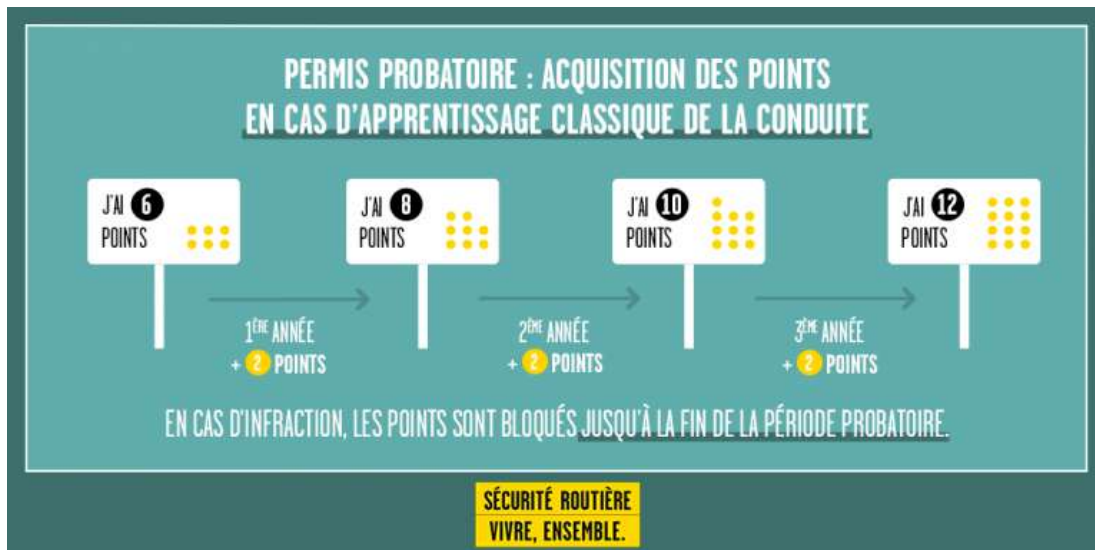 PERMIS PROBATOIRE : ACQUISITION DES POINTS
EN CAS D'APPRENTISSAGE CLASSIQUE DE LA CONDUITE
J'AI 6
POINTS
J'AI 8
POINTS
J'AI 10
POINTS
J'AI 12
POINTS
1ÈRE ANNÉE
+ 2 POINTS
2ÈME ANNÉE
+ 2 POINTS
3ÈME ANNÉE
+ 2 POINTS
EN CAS D'INFRACTION, LES POINTS SONT BLOQUÉS JUSQU'À LA FIN DE LA PÉRIODE PROBATOIRE.
SÉCURITÉ ROUTIÈRE
VIVRE, ENSEMBLE.